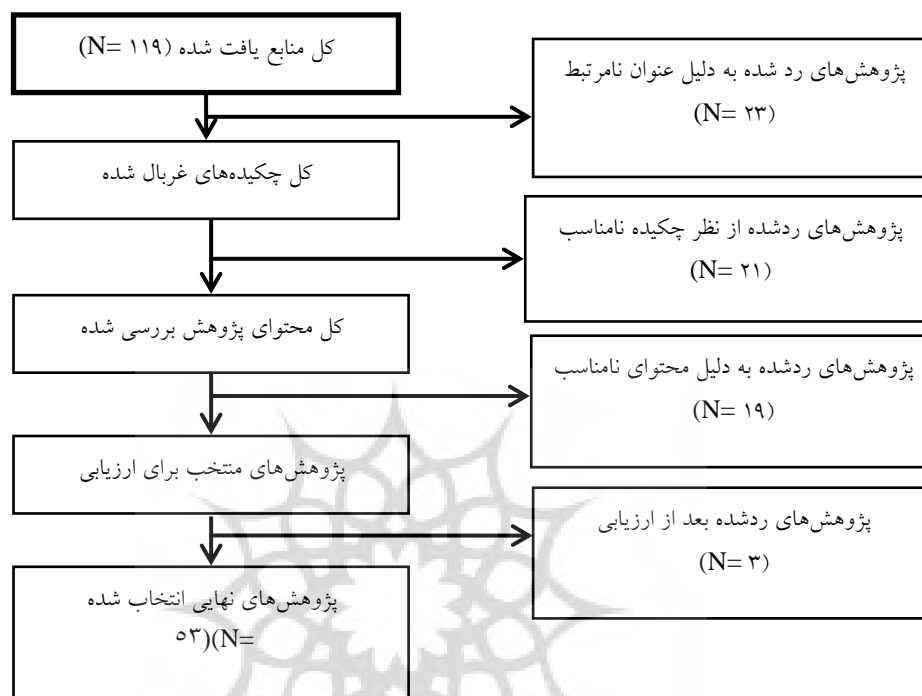 کل منابع یافت شده (N= ۱۱۹)
پژوهش‌های رد شده به دلیل عنوان نامرتبط
(N= ۲۳)
کل چکیده‌های غربال شده
پژوهش‌های ردشده از نظر چکیده نامناسب
(N= ۲۱)
کل محتوای پژوهش بررسی شده
پژوهش‌های ردشده به دلیل محتوای نامناسب
(N= ۱۹)
پژوهش‌های منتخب برای ارزیابی
پژوهش‌های ردشده بعد از ارزیابی
(N= ۳)
پژوهش‌های نهایی انتخاب شده
۵۳)(N=